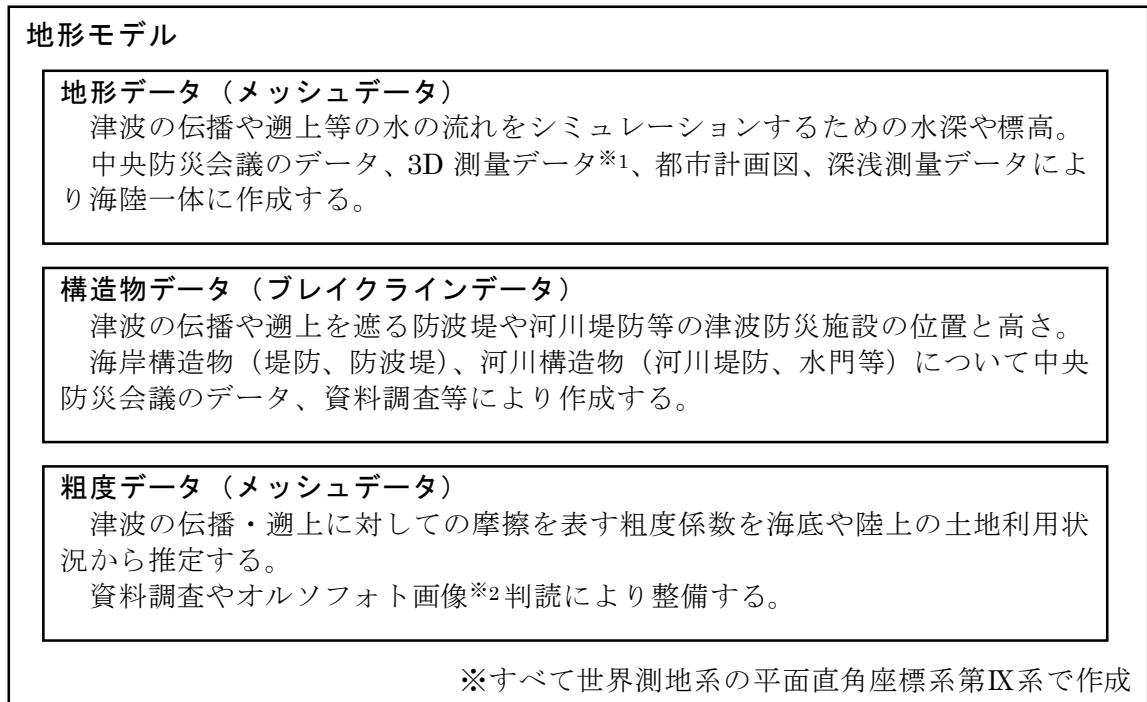 地形モデル
地形データ（メッシュデータ）
津波の伝播や遡上等の水の流れをシミュレーションするための水深や標高。
中央防災会議のデータ、3D 測量データ※1、都市計画図、深浅測量データによ
り海陸一体に作成する。
構造物データ（ブレイクラインデータ）
津波の伝播や遡上を遮る防波堤や河川堤防等の津波防災施設の位置と高さ。
海岸構造物（堤防、防波堤）、河川構造物（河川堤防、水門等）について中央
防災会議のデータ、資料調査等により作成する。
粗度データ（メッシュデータ）
津波の伝播・遡上に対しての摩擦を表す粗度係数を海底や陸上の土地利用状
況から推定する。
資料調査やオルソフォト画像※2判読により整備する。
※すべて世界測地系の平面直角座標系第Ⅸ系で作成